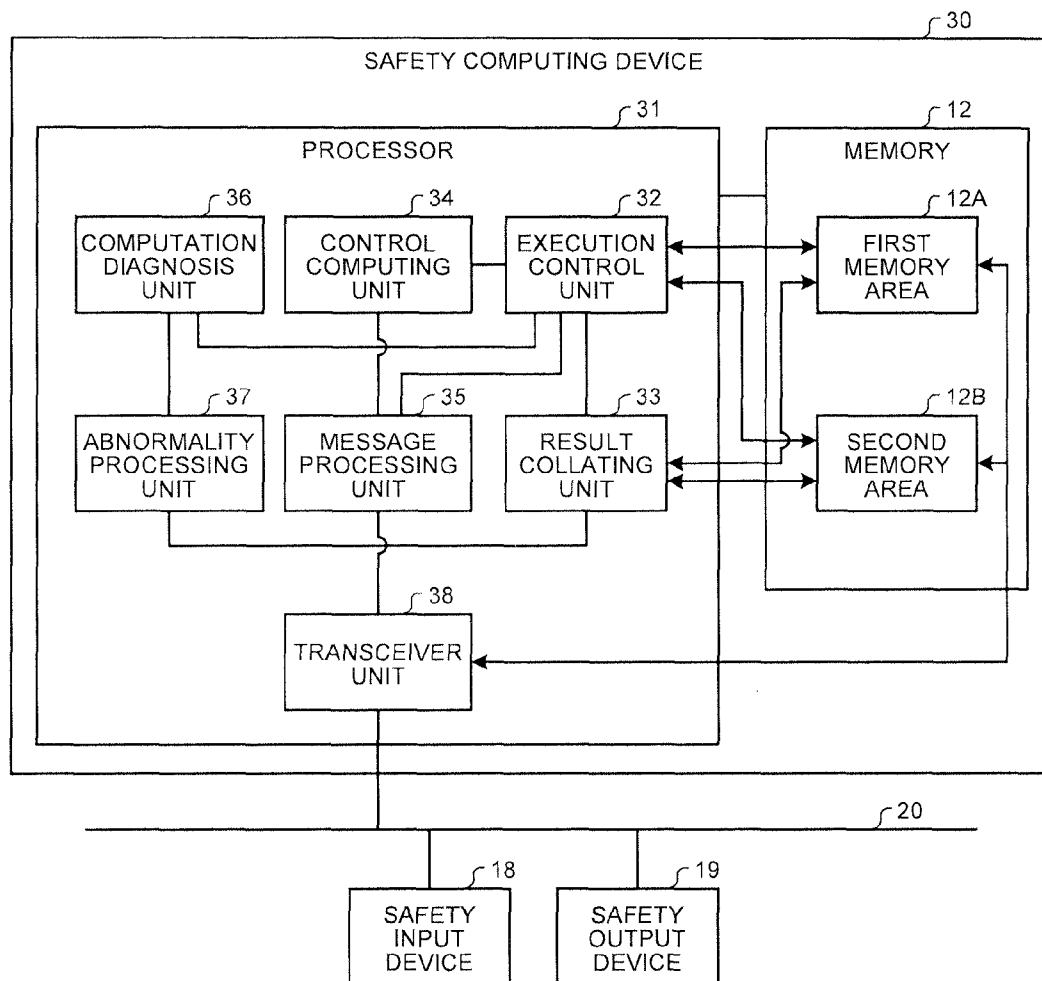 30
SAFETY COMPUTING DEVICE
31
PROCESSOR
12
MEMORY
36
COMPUTATION
DIAGNOSIS
UNIT
34
CONTROL
COMPUTING
UNIT
32
EXECUTION
CONTROL
UNIT
12A
FIRST
MEMORY
AREA
37
ABNORMALITY
PROCESSING
UNIT
35
MESSAGE
PROCESSING
UNIT
33
RESULT
COLLATING
UNIT
12B
SECOND
MEMORY
AREA
38
TRANSCEIVER
UNIT
20
18
SAFETY
INPUT
DEVICE
19
SAFETY
OUTPUT
DEVICE